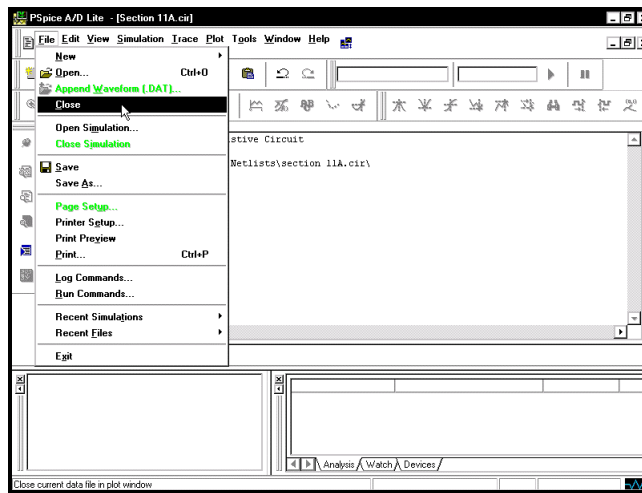 PSpice A/D Lite - [Section 11A.cir]
File Edit View Simulation Trace Plot Tools Window Help
New
Open... Ctrl+O
Append Waveform (.DAT)...
Close
Open Simulation...
Close Simulation
Save
Save As...
Page Setup...
Printer Setup...
Print Preview
Print... Ctrl+P
Log Commands...
Run Commands...
Recent Simulations
Recent Files
Exit
stive Circuit
Netlists\section 11A.cir\
Analysis Watch Devices
Close current data file in plot window